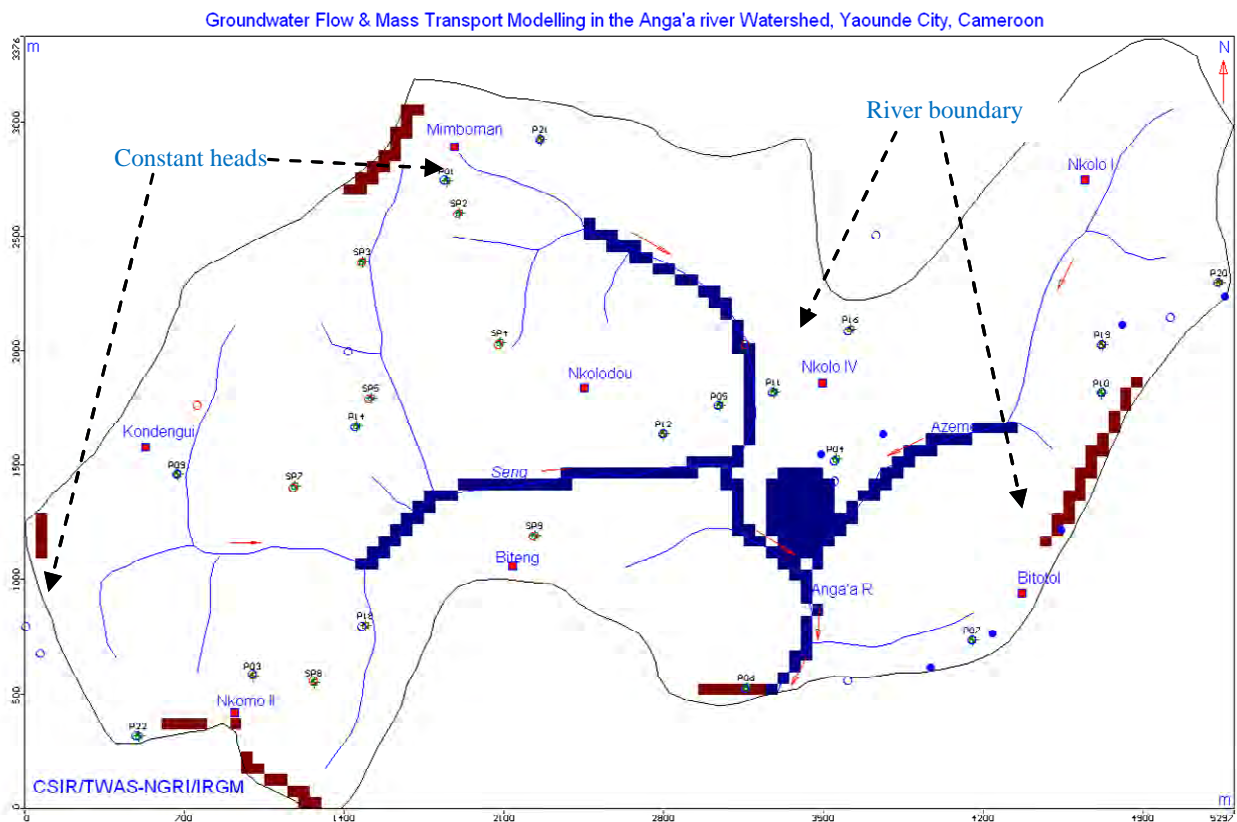 Groundwater Flow & Mass Transport Modelling in the Anga'a river Watershed, Yaounde City, Cameroon
3376
m
N
River boundary
3000
Mimboman
P21
Constant heads
P01
Nkolo I
SP2
2500
SP3
P20
P16
P19
2000
SP4
Nkolodou
Nkolo IV
P11
P10
SP5
P05
P14
P12
Azeme
Kondengui
P09
P04
1500
Seng
SP7
SP9
Biteng
1000
Bitotol
Anga'a R
P18
P07
P03
SP8
P06
500
Nkomo II
P22
CSIR/TWAS-NGRI/IRGM
m
0
0
700
1400
2100
2800
3500
4200
4900
5297